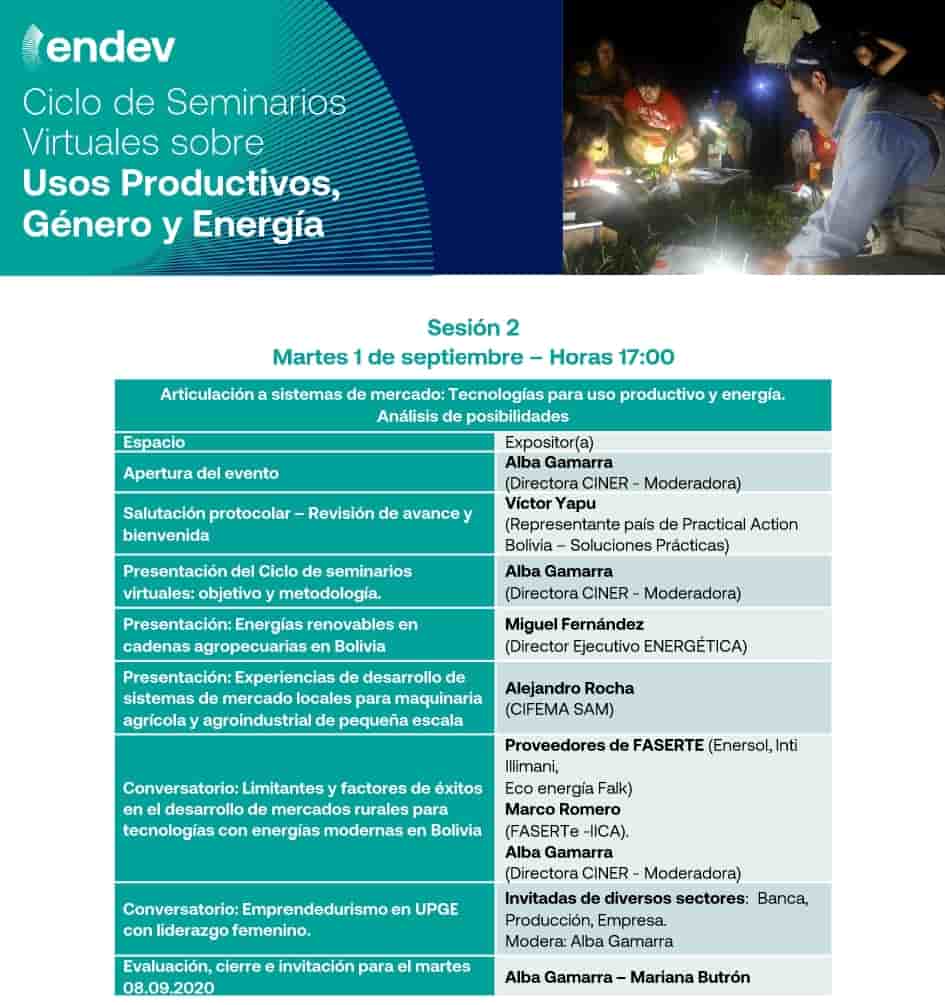 endev
Ciclo de Seminarios
Virtuales sobre
Usos Productivos,
Género y Energía
Sesión 2
Martes 1 de septiembre – Horas 17:00
Articulación a sistemas de mercado: Tecnologías para uso productivo y energía.
Análisis de posibilidades
Espacio
Expositor(a)
Apertura del evento
Alba Gamarra
(Directora CINER - Moderadora)
Salutación protocolar – Revisión de avance y
bienvenida
Víctor Yapu
(Representante país de Practical Action
Bolivia – Soluciones Prácticas)
Presentación del Ciclo de seminarios
virtuales: objetivo y metodología.
Alba Gamarra
(Directora CINER - Moderadora)
Presentación: Energías renovables en
cadenas agropecuarias en Bolivia
Miguel Fernández
(Director Ejecutivo ENERGÉTICA)
Presentación: Experiencias de desarrollo de
sistemas de mercado locales para maquinaria
agrícola y agroindustrial de pequeña escala
Alejandro Rocha
(CIFEMA SAM)
Conversatorio: Limitantes y factores de éxitos
en el desarrollo de mercados rurales para
tecnologías con energías modernas en Bolivia
Proveedores de FASERTE (Enersol, Inti
Illimani,
Eco energía Falk)
Marco Romero
(FASERTe -IICA).
Alba Gamarra
(Directora CINER - Moderadora)
Conversatorio: Emprendedurismo en UPGE
con liderazgo femenino.
Invitadas de diversos sectores: Banca,
Producción, Empresa.
Modera: Alba Gamarra
Evaluación, cierre e invitación para el martes
08.09.2020
Alba Gamarra – Mariana Butrón